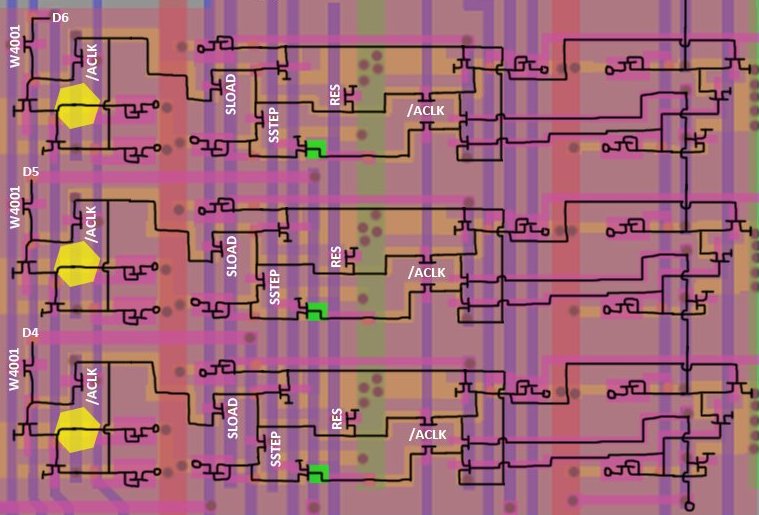 D6
W4001
/ACLK
SLOAD
SSTEP
RES
/ACLK
D5
W4001
/ACLK
SLOAD
SSTEP
RES
/ACLK
D4
W4001
/ACLK
SLOAD
SSTEP
RES
/ACLK